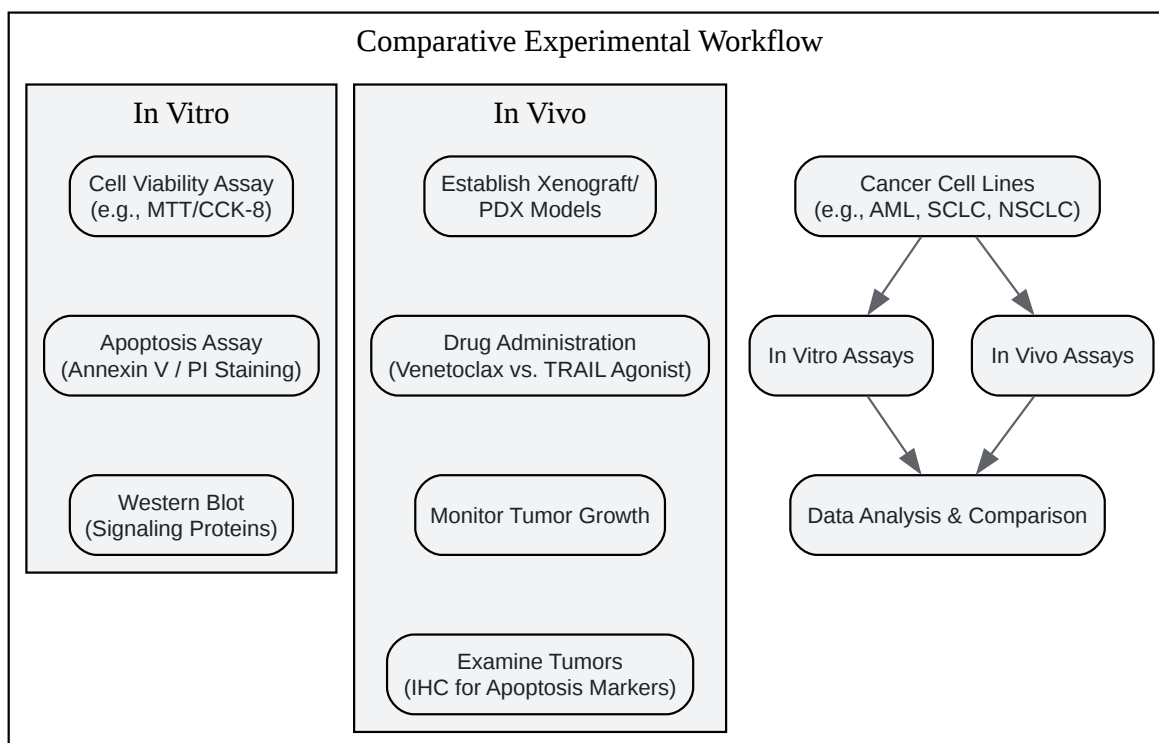 Comparative Experimental Workflow
In Vitro
Cell Viability Assay
(e.g., MTT/CCK-8)
Apoptosis Assay
(Annexin V / PI Staining)
Western Blot
(Signaling Proteins)
In Vivo
Establish Xenograft/
PDX Models
Drug Administration
(Venetoclax vs. TRAIL Agonist)
Monitor Tumor Growth
Examine Tumors
(IHC for Apoptosis Markers)
Cancer Cell Lines
(e.g., AML, SCLC, NSCLC)
In Vitro Assays
In Vivo Assays
Data Analysis & Comparison